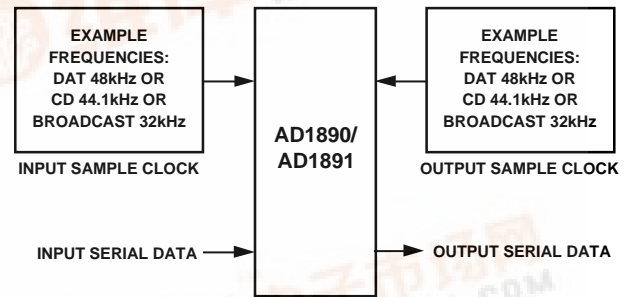 EXAMPLE
FREQUENCIES:
DAT 48kHz OR
CD 44.1kHz OR
BROADCAST 32kHz
INPUT SAMPLE CLOCK
AD1890/
AD1891
EXAMPLE
FREQUENCIES:
DAT 48kHz OR
CD 44.1kHz OR
BROADCAST 32kHz
OUTPUT SAMPLE CLOCK
INPUT SERIAL DATA
OUTPUT SERIAL DATA